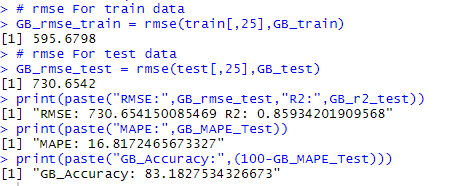 > # rmse For train data
> GB_rmse_train = rmse(train[,25],GB_train)
[1] 595.6798
> # rmse For test data
> GB_rmse_test = rmse(test[,25],GB_test)
[1] 730.6542
> print(paste("RMSE:",GB_rmse_test,"R2:",GB_r2_test))
[1] "RMSE: 730.654150085469 R2: 0.85934201909568"
> print(paste("MAPE:",GB_MAPE_Test))
[1] "MAPE: 16.8172465673327"
> print(paste("GB_Accuracy:",(100-GB_MAPE_Test)))
[1] "GB_Accuracy: 83.1827534326673"